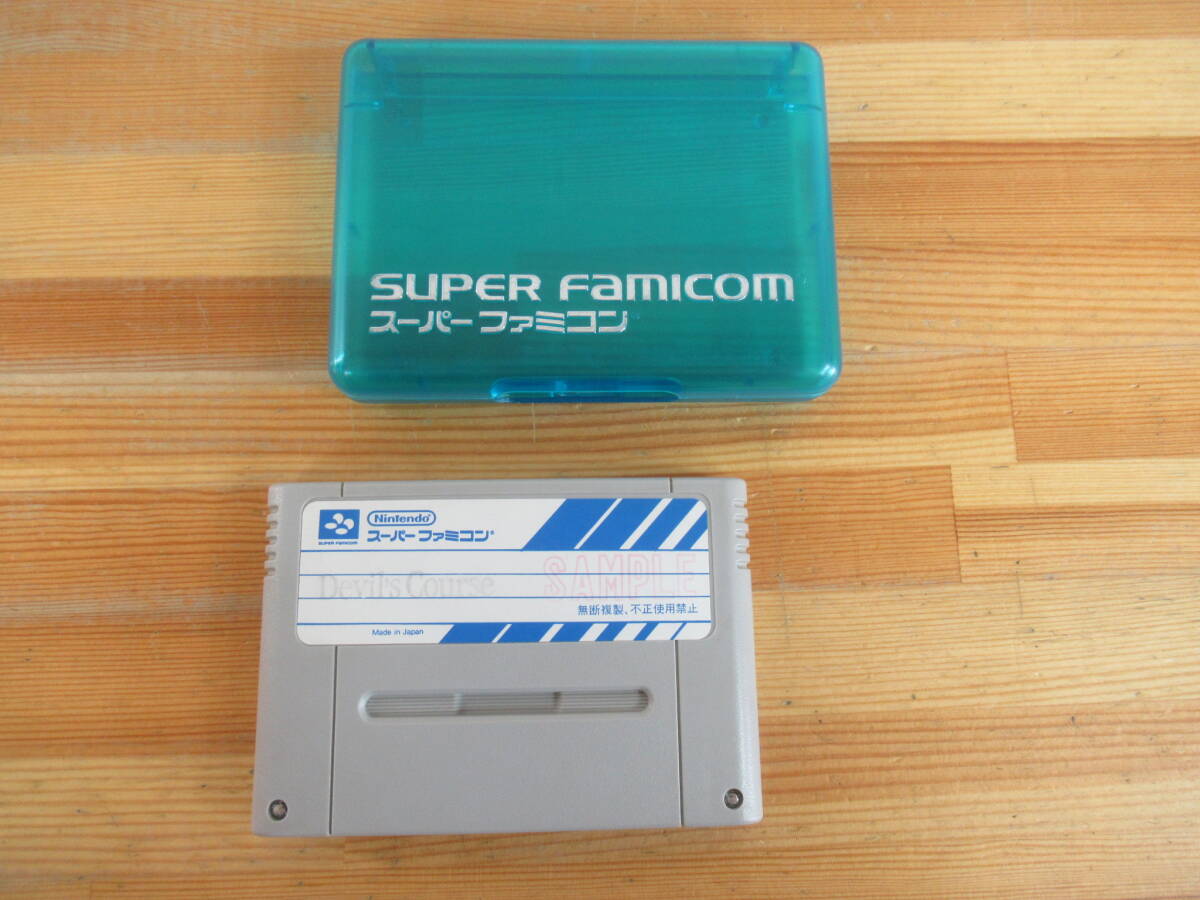 SUPER FAMICOM
スーパーファミコン
Nintendo
SUPER FAMICOM
スーパーファミコン®
Devil's Course
SAMPLE
無断複製、不正使用禁止
Made in Japan